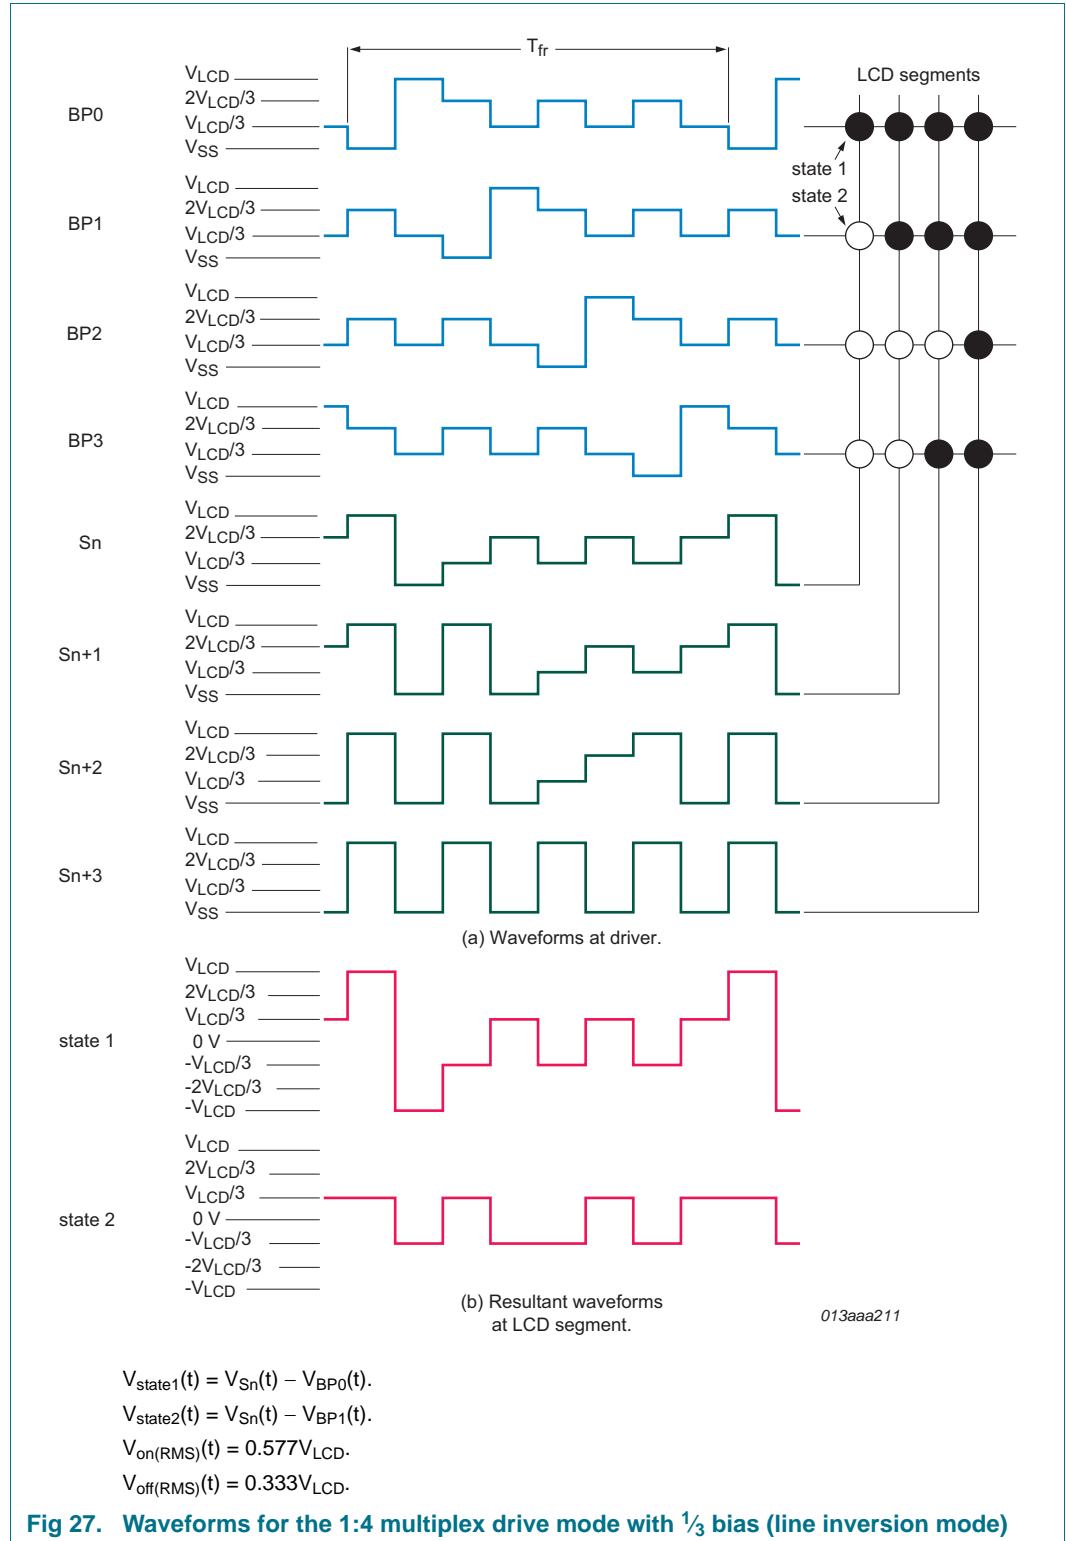 Tfr
LCD segments
BP0
VLCD
2VLCD/3
VLCD/3
VSS
state 1
state 2
BP1
VLCD
2VLCD/3
VLCD/3
VSS
BP2
VLCD
2VLCD/3
VLCD/3
VSS
BP3
VLCD
2VLCD/3
VLCD/3
VSS
Sn
VLCD
2VLCD/3
VLCD/3
VSS
Sn+1
VLCD
2VLCD/3
VLCD/3
VSS
Sn+2
VLCD
2VLCD/3
VLCD/3
VSS
Sn+3
VLCD
2VLCD/3
VLCD/3
VSS
(a) Waveforms at driver.
state 1
VLCD
2VLCD/3
VLCD/3
0 V
-VLCD/3
-2VLCD/3
-VLCD
state 2
VLCD
2VLCD/3
VLCD/3
0 V
-VLCD/3
-2VLCD/3
-VLCD
(b) Resultant waveforms
at LCD segment.
013aaa211
Vstate1(t) = VSn(t) − VBP0(t).
Vstate2(t) = VSn(t) − VBP1(t).
Von(RMS)(t) = 0.577VLCD.
Voff(RMS)(t) = 0.333VLCD.
Fig 27. Waveforms for the 1:4 multiplex drive mode with 1⁄3 bias (line inversion mode)